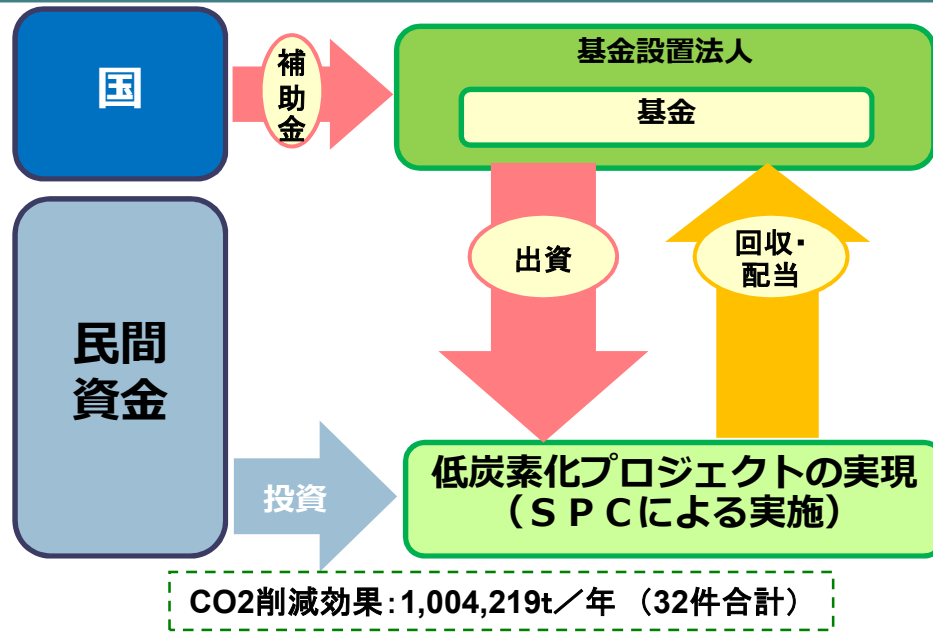 国
補
助
金
基金設置法人
基金
出資
回収・
配当
民間
資金
投資
低炭素化プロジェクトの実現
（ＳＰＣによる実施）
CO2削減効果：1,004,219t／年 （32件合計）